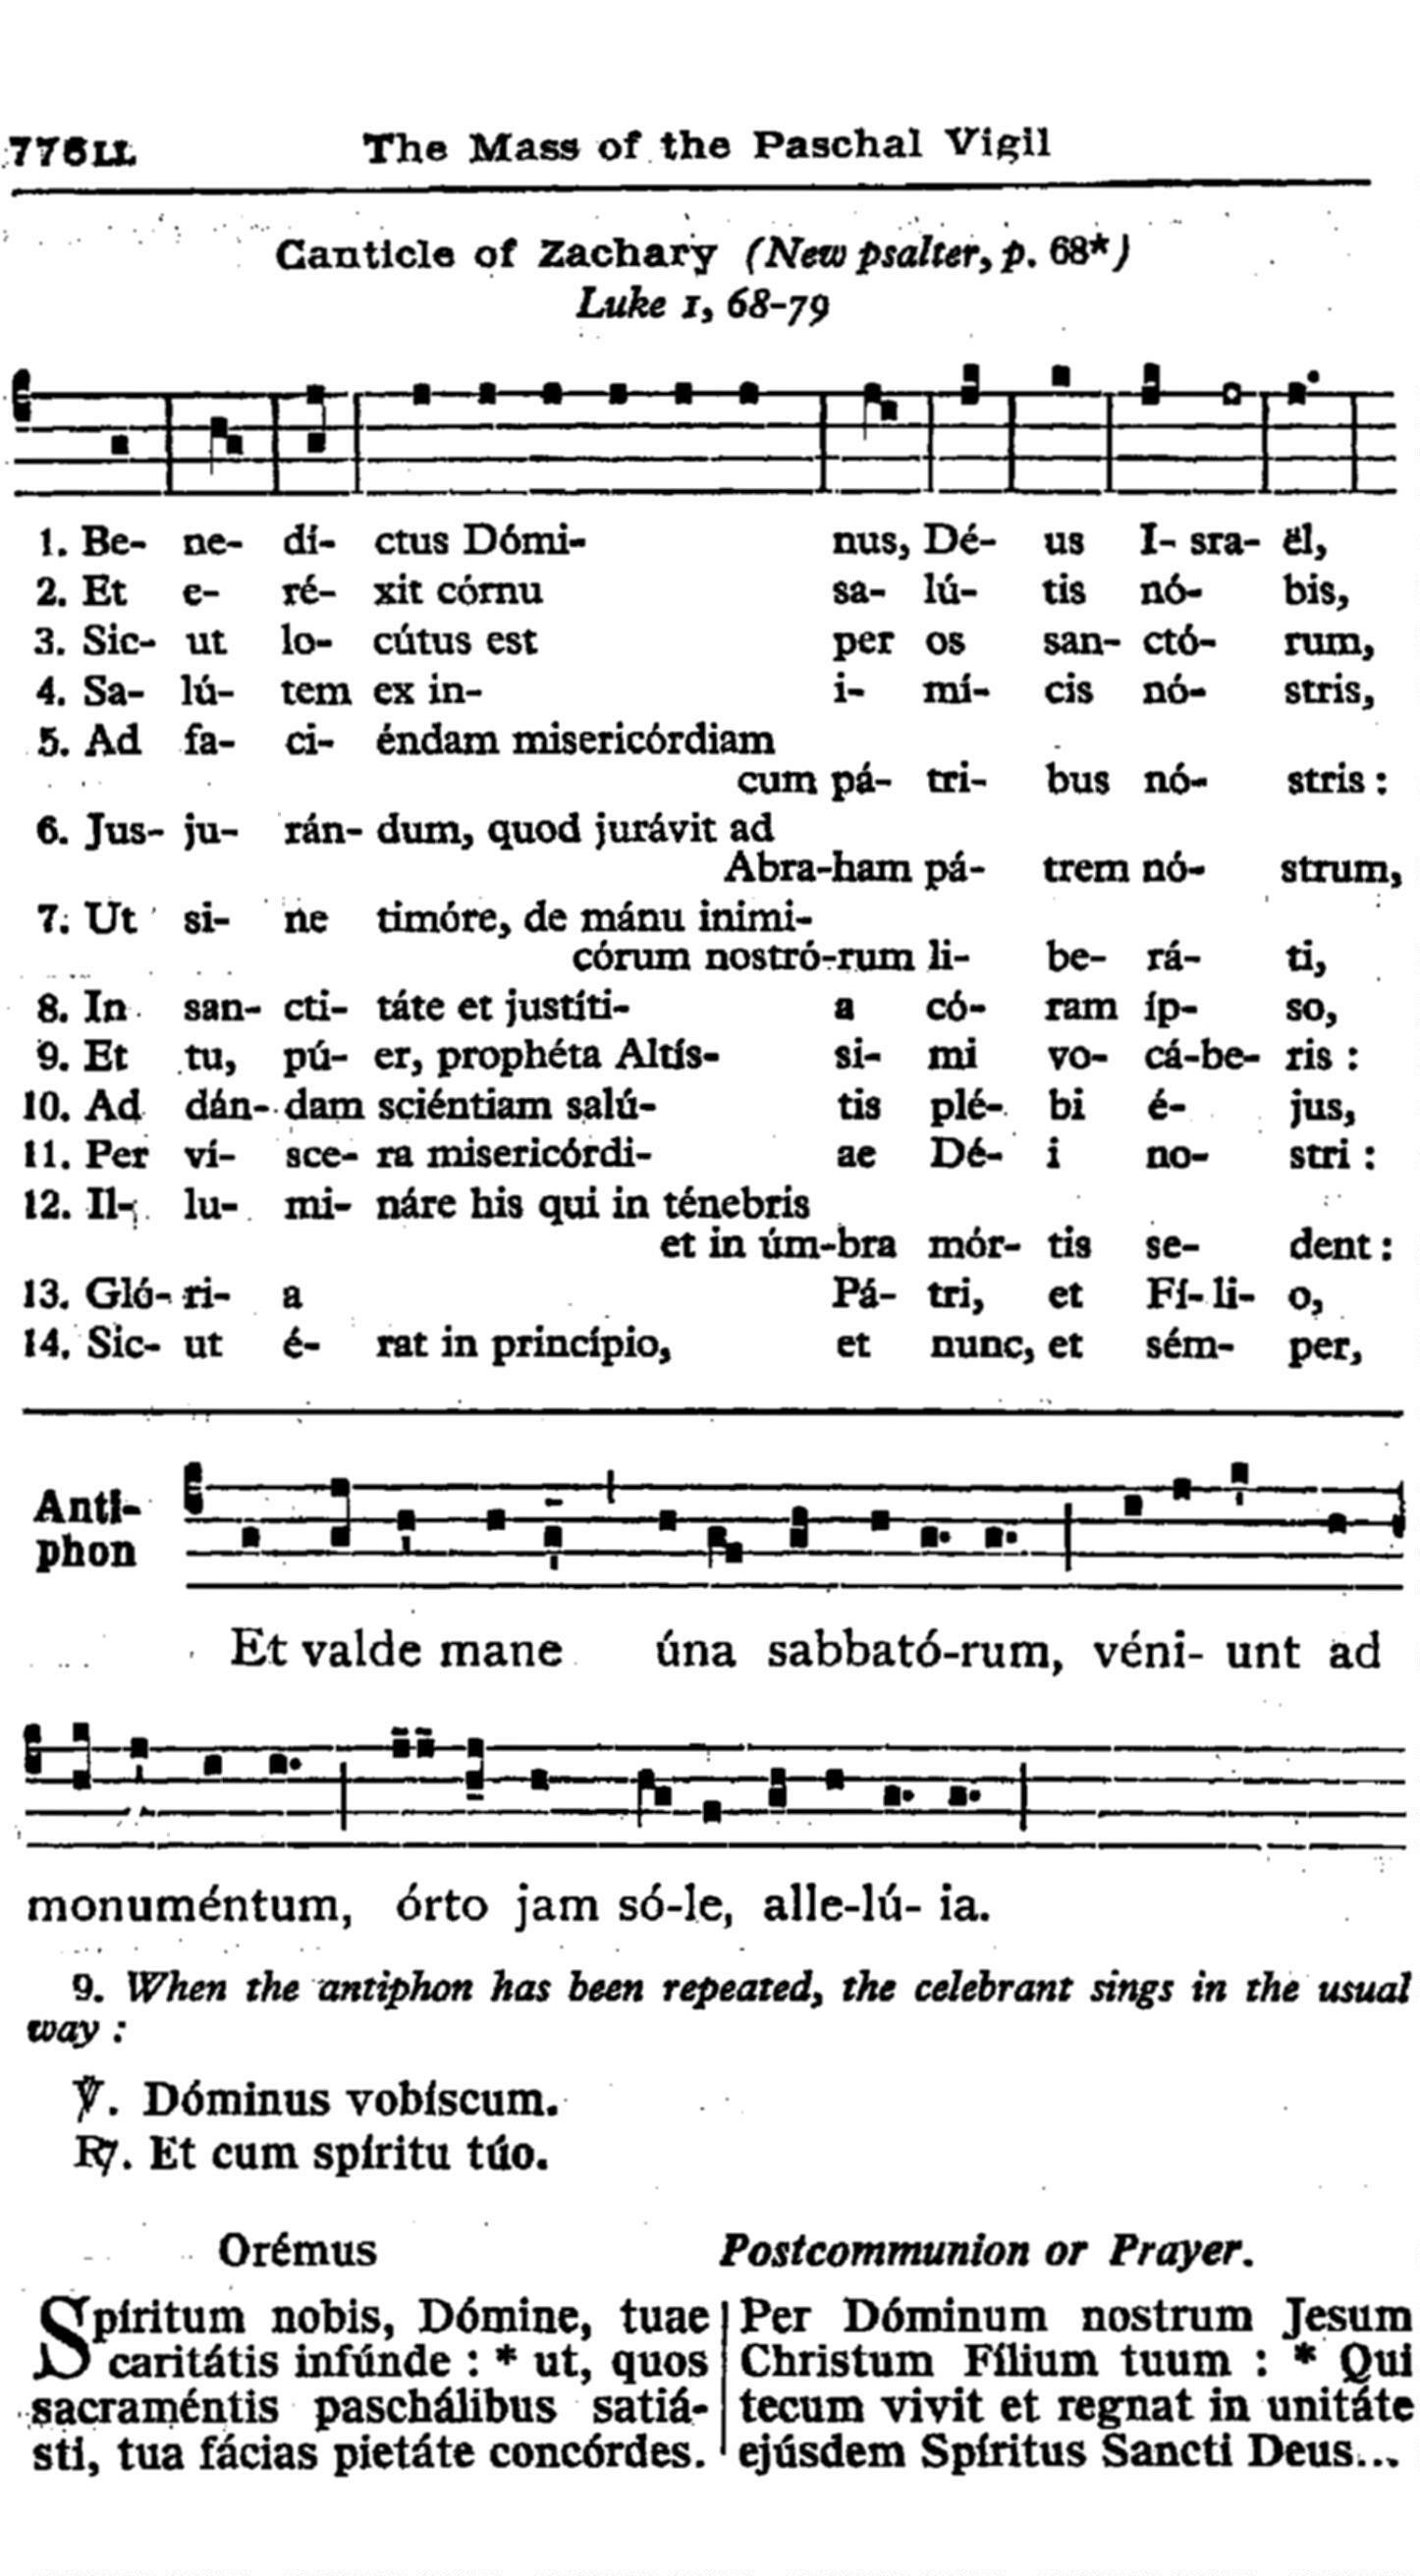 776LL The Mass of the Paschal Vigil
Canticle of Zachary (New psalter, p. 68*)
Luke 1, 68-79
1. Be- ne- dí- ctus Dómi- nus, Dé- us I- sra- ël,
2. Et e- ré- xit córnu sa- lú- tis nó- bis,
3. Sic- ut lo- cútus est per os san- ctó- rum,
4. Sa- lú- tem ex in- i- mí- cis nó- stris,
5. Ad fa- ci- éndam misericórdiam
cum pá- tri- bus nó- stris :
6. Jus- ju- rán- dum, quod jurávit ad
Abra-ham pá- trem nó- strum,
7. Ut si- ne timóre, de mánu inimi-
córum nostró-rum li- be- rá- ti,
8. In san- cti- táte et justíti- a có- ram íp- so,
9. Et tu, pú- er, prophéta Altís- si- mi vo- cá-be- ris :
10. Ad dán- dam sciéntiam salú- tis plé- bi é- jus,
11. Per ví- sce- ra misericórdi- ae Dé- i no- stri :
12. Il- lu- mi- náre his qui in ténebris
et in úm-bra mór- tis se- dent :
13. Gló- ri- a Pá- tri, et Fí- li- o,
14. Sic- ut é- rat in princípio, et nunc, et sém- per,
Anti-
phon
Et valde mane úna sabbató-rum, véni- unt ad
monuméntum, órto jam só-le, alle-lú- ia.
9. When the antiphon has been repeated, the celebrant sings in the usual
way :
℣. Dóminus vobíscum.
℟. Et cum spíritu túo.
Orémus
Spíritum nobis, Dómine, tuae
caritátis infúnde : * ut, quos
sacraméntis paschálibus satiá-
sti, tua fácias pietáte concórdes.
Postcommunion or Prayer.
Per Dóminum nostrum Jesum
Christum Fílium tuum : * Qui
tecum vivit et regnat in unitáte
ejúsdem Spíritus Sancti Deus...